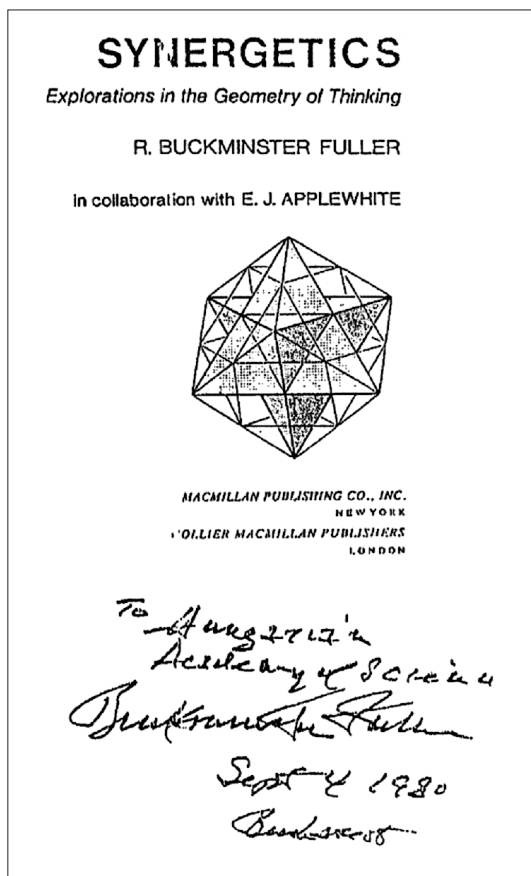 SYNERGETICS
Explorations in the Geometry of Thinking
R. BUCKMINSTER FULLER
in collaboration with E. J. APPLEWHITE
MACMILLAN PUBLISHING CO., INC.
NEW YORK
COLLIER MACMILLAN PUBLISHERS
LONDON
To Hungarian
Academy of Science
Buckminster Fuller
Sept 4 1980